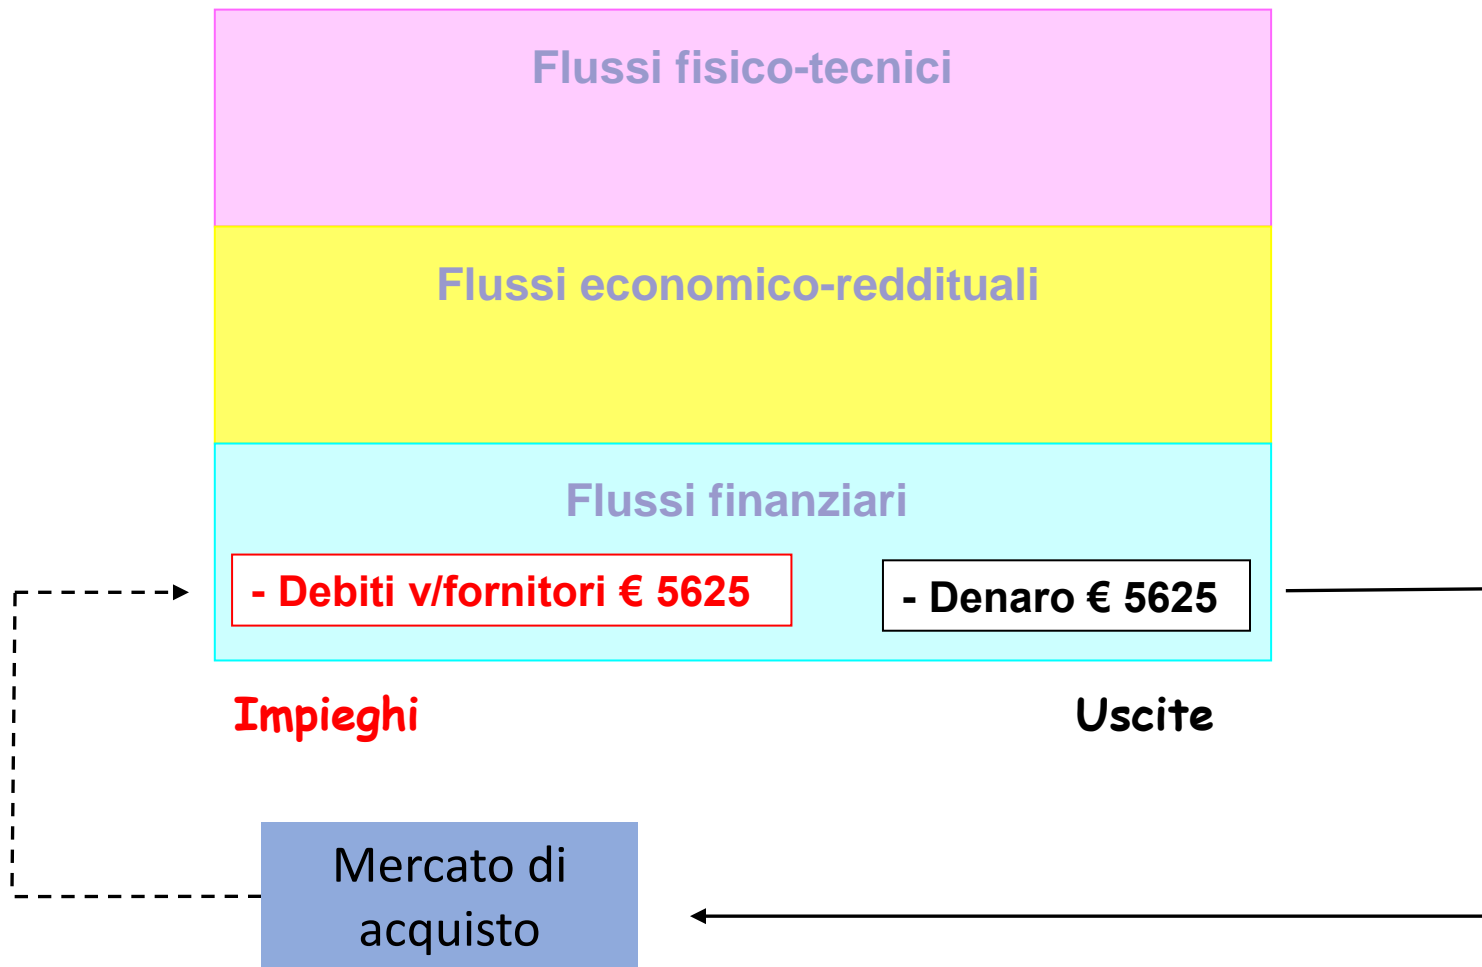 Flussi fisico-tecnici
Flussi economico-reddituali
Flussi finanziari
- Debiti v/fornitori € 5625
- Denaro € 5625
Impieghi
Uscite
Mercato di
acquisto